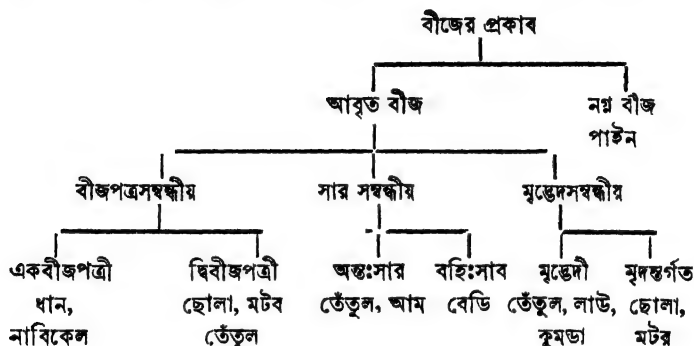 বীজের প্রকাব
আবৃত বীজ
নগ্ন বীজ
পাইন
বীজপত্রসম্বন্ধীয়
সার সম্বন্ধীয়
মৃদ্ভেদসম্বন্ধীয়
একবীজপত্রী
ধান,
নাবিকেল
দ্বিবীজপত্রী
ছোলা, মটব
তেঁতুল
অন্তঃসার
তেঁতুল, আম
বহিঃসাব
বেডি
মৃদ্ভেদী
তেঁতুল, লাউ,
কুমডা
মৃদন্তর্গত
ছোলা,
মটর